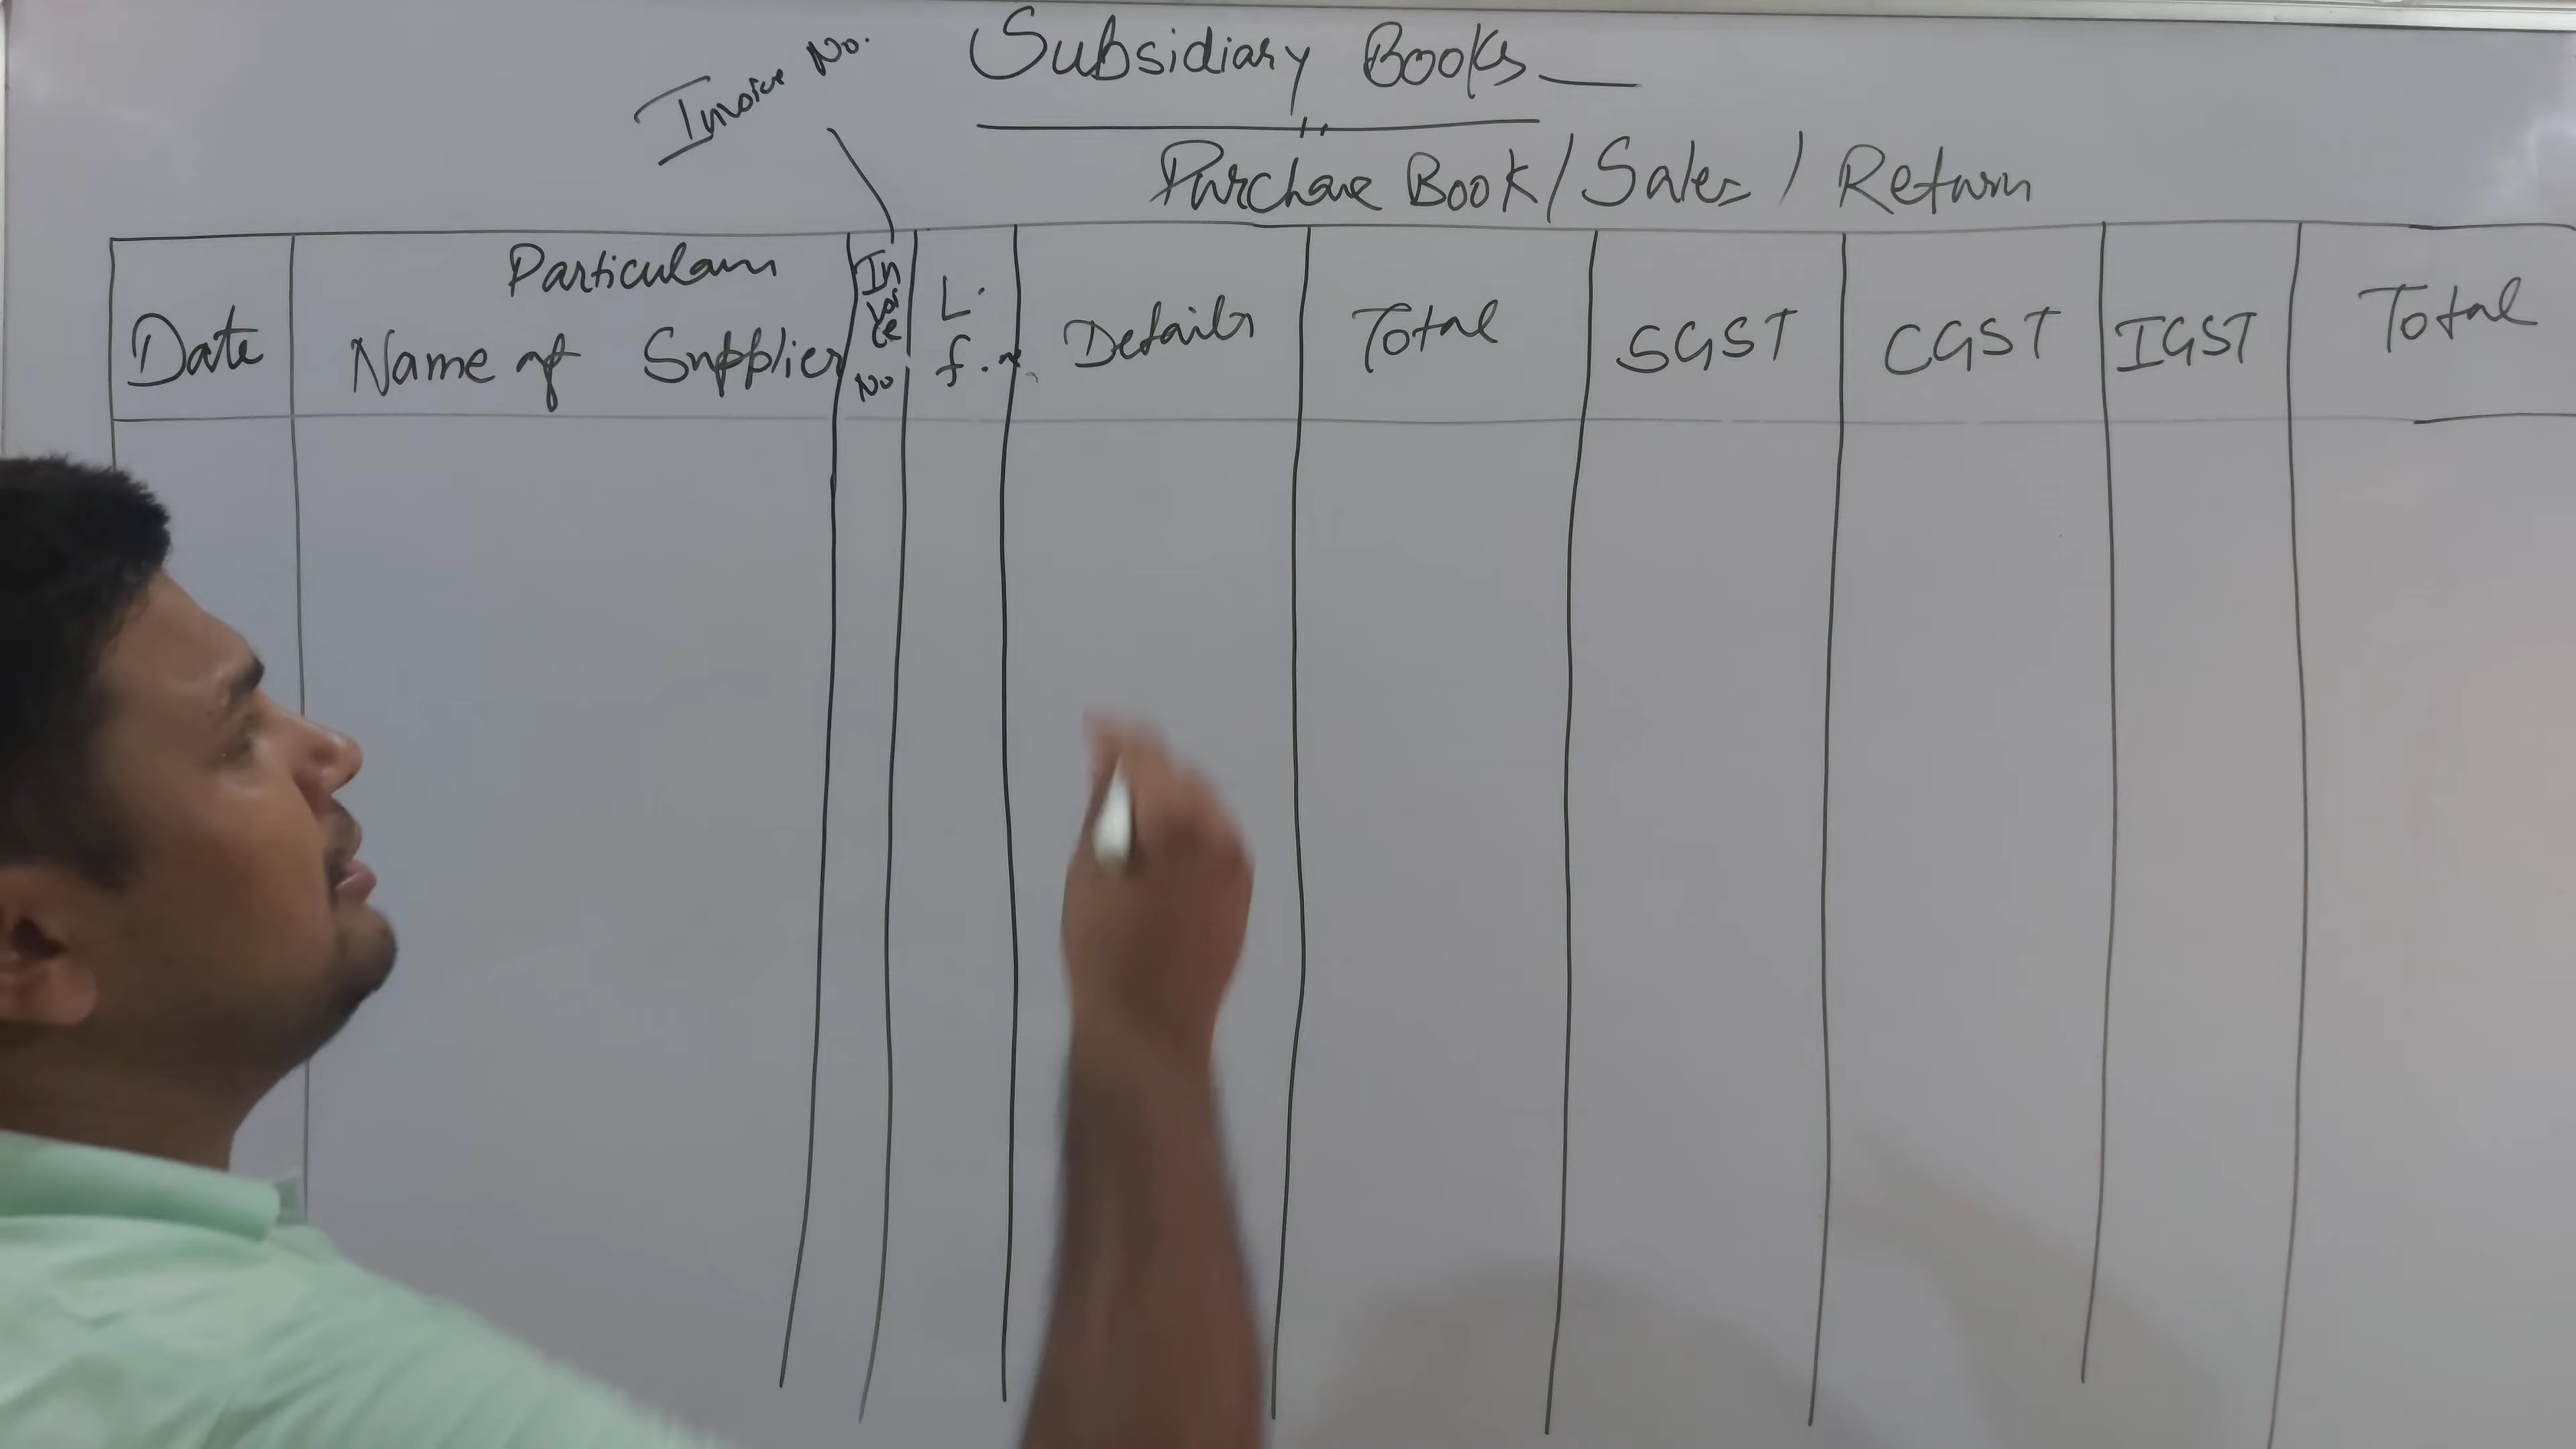 Subsidiary Books
Invoice No.
Purchase Book / Sales / Return
Date
Particulars
Name of Supplier
Invoice No
L.f.
Details
Total
SGST
CGST
IGST
Total